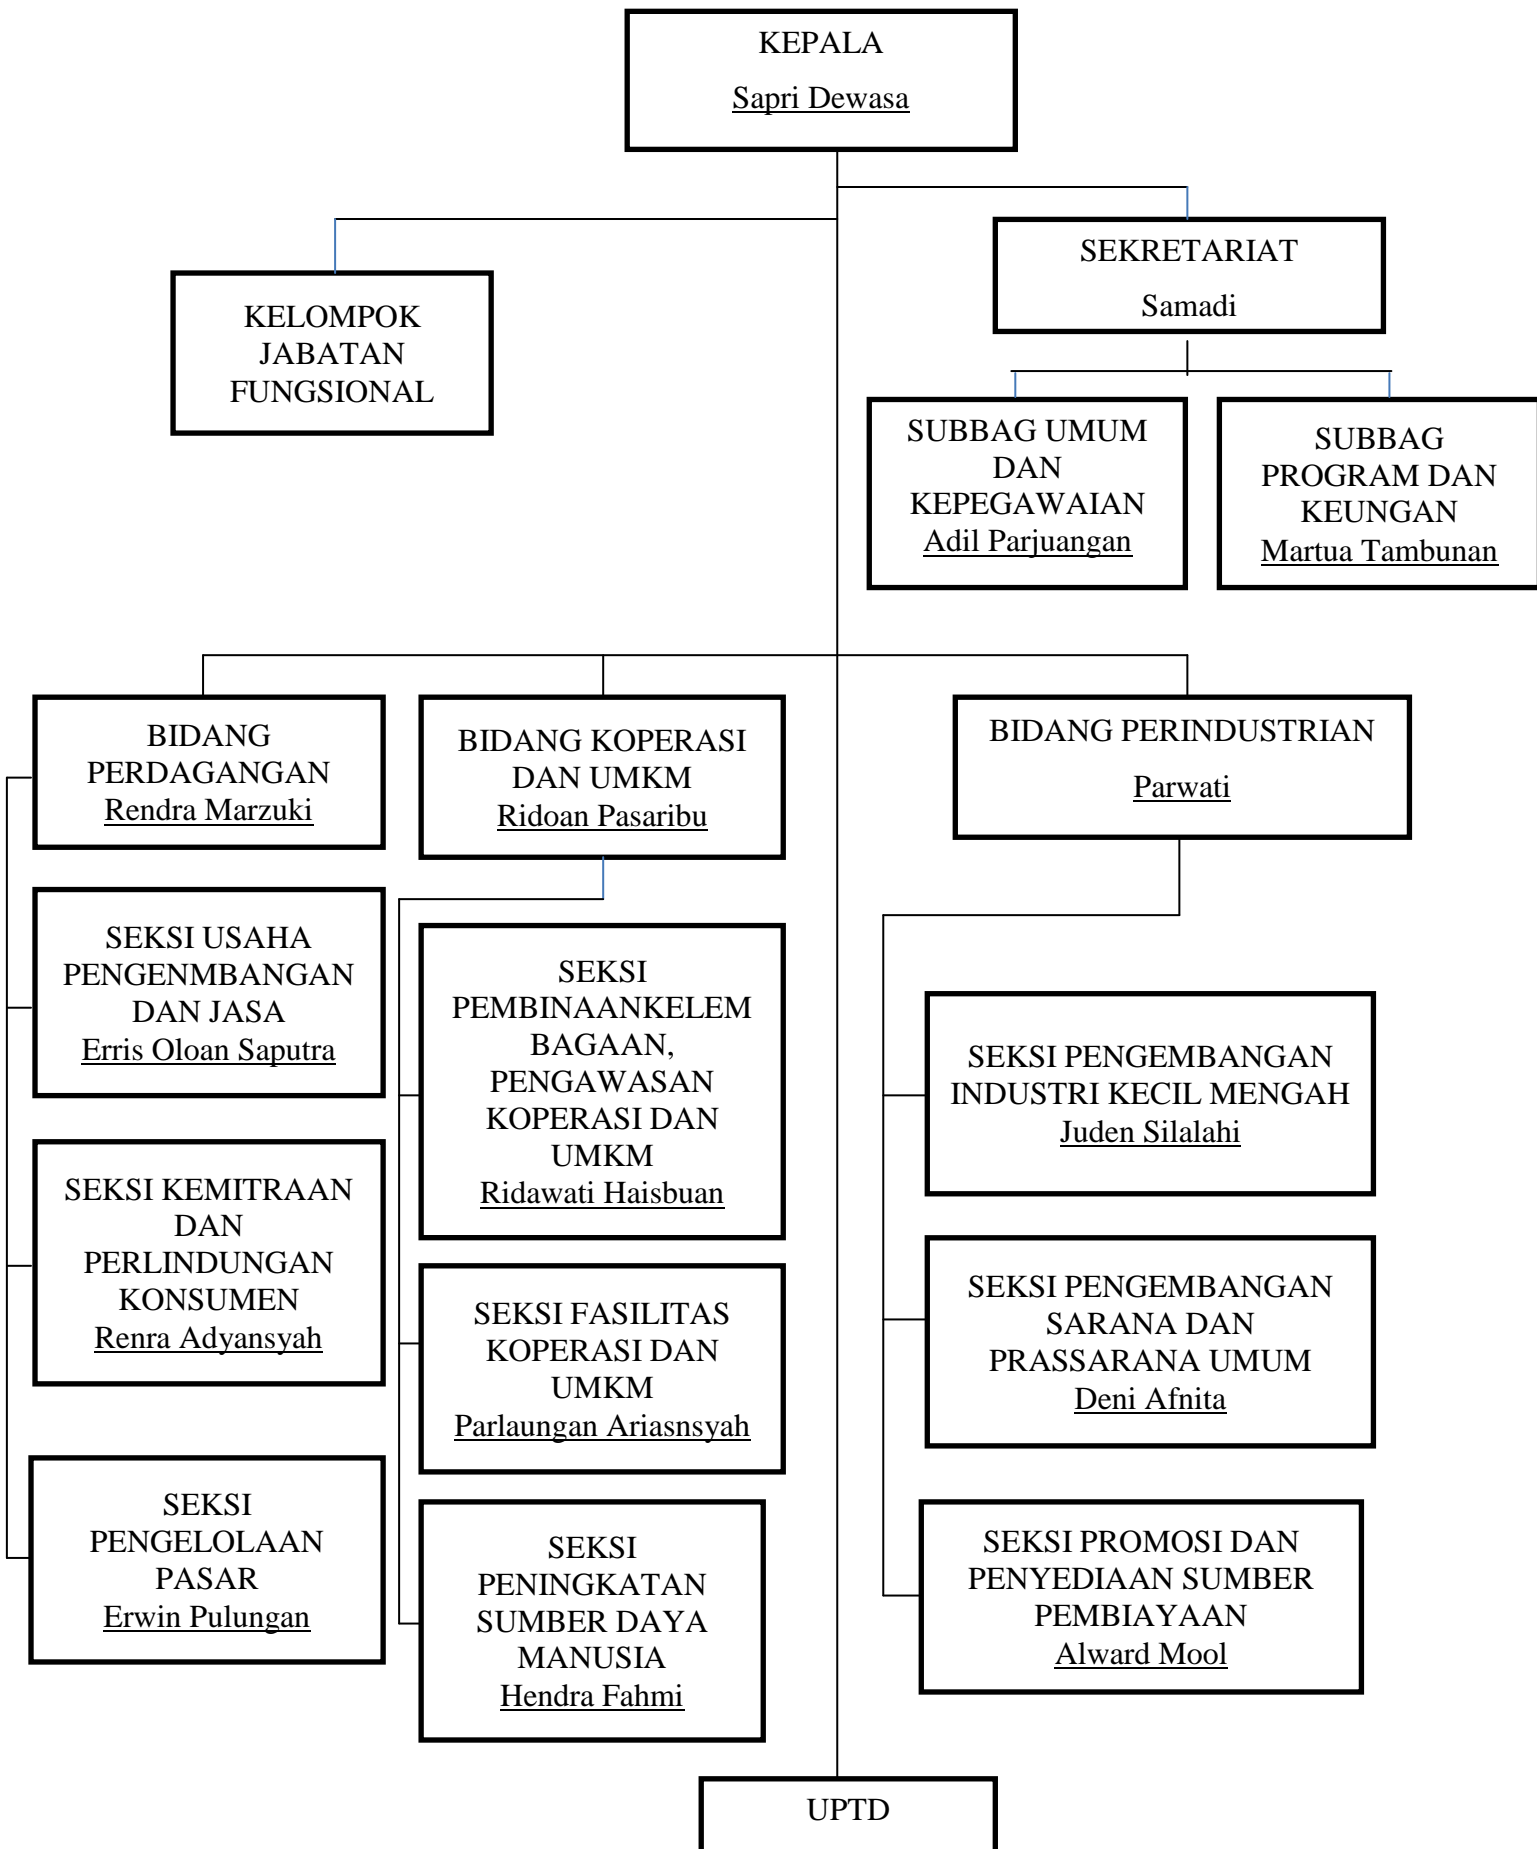 KEPALA
Sapri Dewasa
SEKRETARIAT
Samadi
KELOMPOK
JABATAN
FUNGSIONAL
SUBBAG UMUM
DAN
KEPEGAWAIAN
Adil Parjuangan
SUBBAG
PROGRAM DAN
KEUNGAN
Martua Tambunan
BIDANG
PERDAGANGAN
Rendra Marzuki
BIDANG KOPERASI
DAN UMKM
Ridoan Pasaribu
BIDANG PERINDUSTRIAN
Parwati
SEKSI USAHA
PENGENMBANGAN
DAN JASA
Erris Oloan Saputra
SEKSI KEMITRAAN
DAN
PERLINDUNGAN
KONSUMEN
Renra Adyansyah
SEKSI
PENGELOLAAN
PASAR
Erwin Pulungan
SEKSI
PEMBINAANKELEM
BAGAAN,
PENGAWASAN
KOPERASI DAN
UMKM
Ridawati Haisbuan
SEKSI FASILITAS
KOPERASI DAN
UMKM
Parlaungan Ariasnsyah
SEKSI
PENINGKATAN
SUMBER DAYA
MANUSIA
Hendra Fahmi
SEKSI PENGEMBANGAN
INDUSTRI KECIL MENGAH
Juden Silalahi
SEKSI PENGEMBANGAN
SARANA DAN
PRASSARANA UMUM
Deni Afnita
SEKSI PROMOSI DAN
PENYEDIAAN SUMBER
PEMBIAYAAN
Alward Mool
UPTD